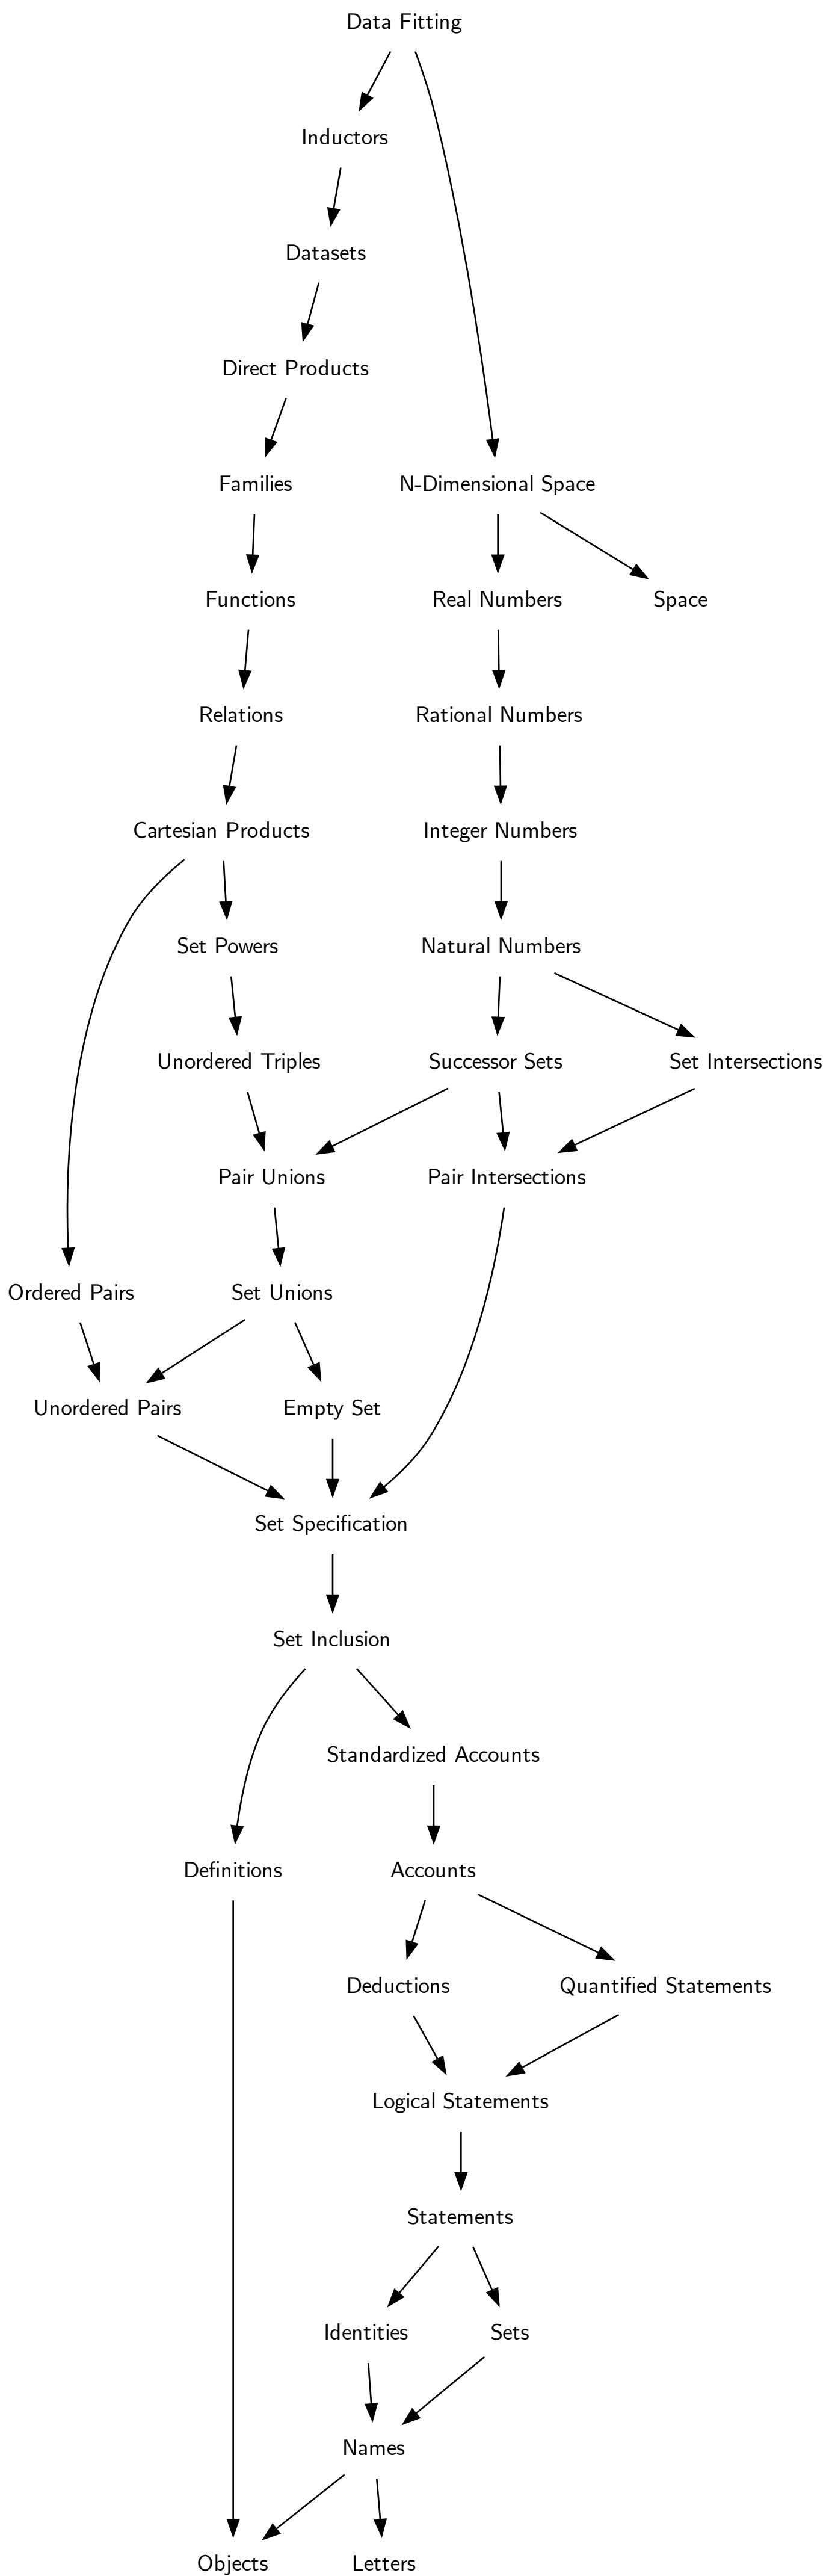 Data Fitting
Inductors
Datasets
Direct Products
Families
N-Dimensional Space
Functions
Real Numbers
Space
Relations
Rational Numbers
Cartesian Products
Integer Numbers
Set Powers
Natural Numbers
Unordered Triples
Successor Sets
Set Intersections
Pair Unions
Pair Intersections
Ordered Pairs
Set Unions
Unordered Pairs
Empty Set
Set Specification
Set Inclusion
Standardized Accounts
Definitions
Accounts
Deductions
Quantified Statements
Logical Statements
Statements
Identities
Sets
Names
Objects
Letters